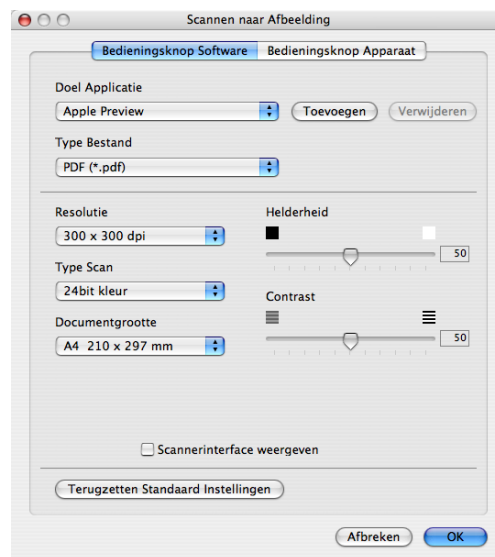 Scannen naar Afbeelding
Bedieningsknop Software Bedieningsknop Apparaat
Doel Applicatie
Apple Preview Toevoegen Verwijderen
Type Bestand
PDF (*.pdf)
Resolutie Helderheid
300 x 300 dpi
50
Type Scan
24bit kleur
Contrast
Documentgrootte
50
A4 210 x 297 mm
Scannerinterface weergeven
Terugzetten Standaard Instellingen
Afbreken OK